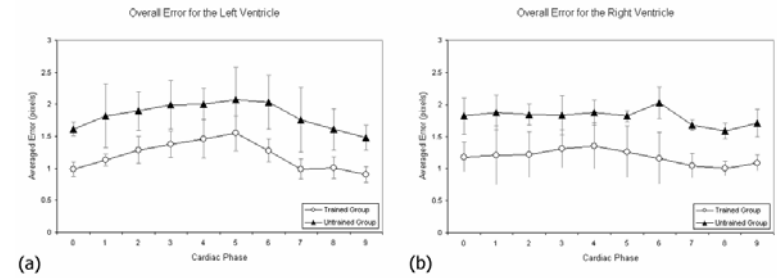 Overall Error for the Left Ventricle
3
2.5
2
1.5
1
0.5
0
Averaged Error (pixels)
0 1 2 3 4 5 6 7 8 9
Cardiac Phase
Trained Group
Untrained Group
(a)
Overall Error for the Right Ventricle
3
2.5
2
1.5
1
0.5
0
Averaged Error (pixels)
0 1 2 3 4 5 6 7 8 9
Cardiac Phase
Trained Group
Untrained Group
(b)